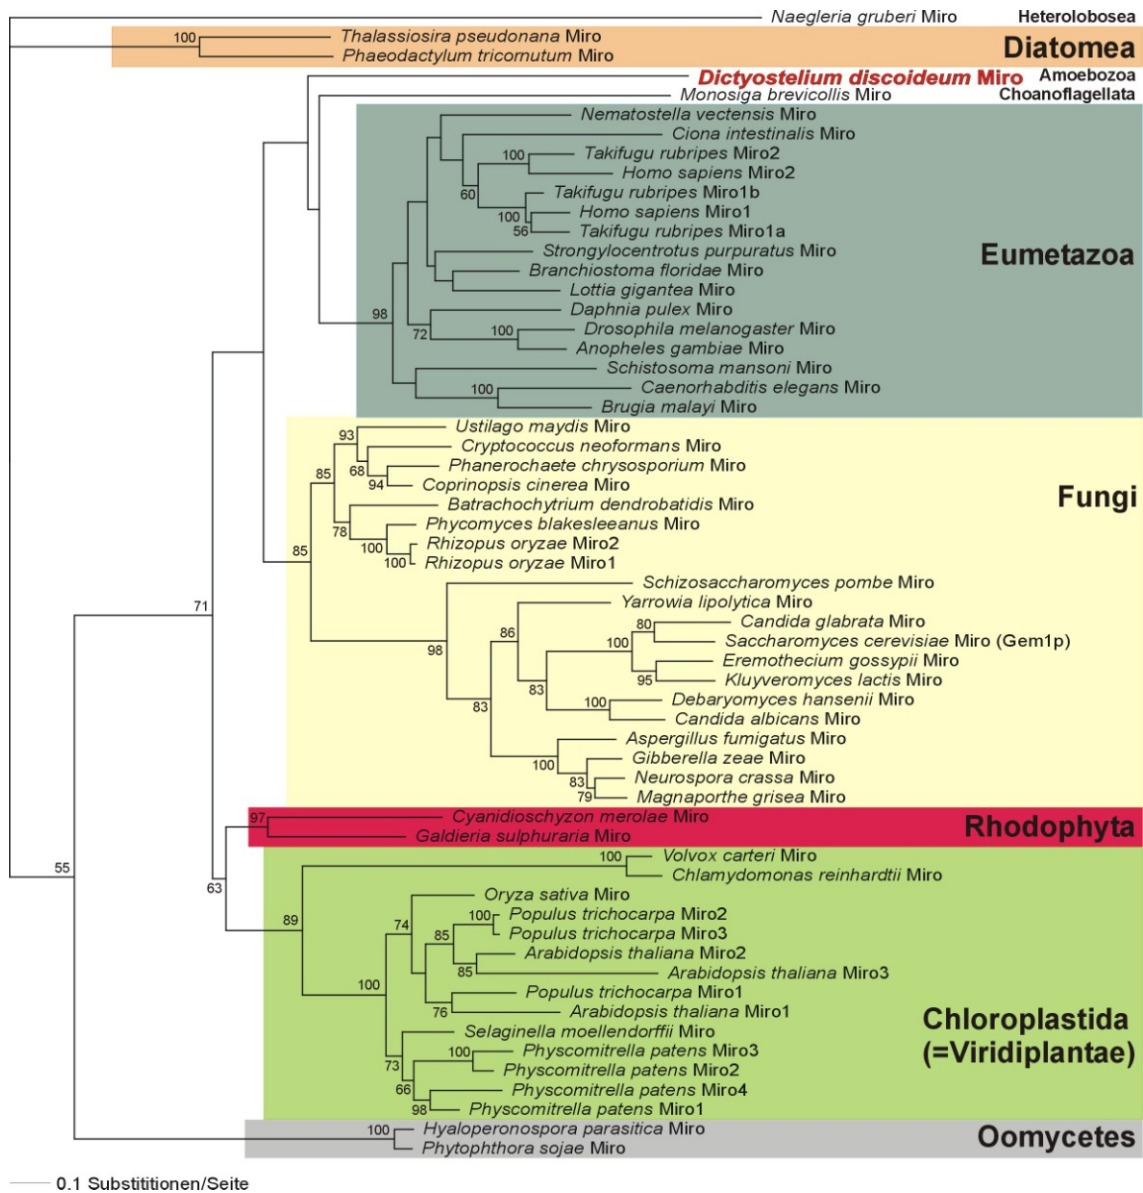 Naegleria gruberi Miro Heterolobosea
100 Thalassiosira pseudonana Miro
Phaeodactylum tricornutum Miro
Diatomea
Dictyostelium discoideum Miro Amoebozoa
Monosiga brevicollis Miro Choanoflagellata
Nematostella vectensis Miro
Ciona intestinalis Miro
100 Takifugu rubripes Miro2
Homo sapiens Miro2
60
Takifugu rubripes Miro1b
100 Homo sapiens Miro1
56 Takifugu rubripes Miro1a
Strongylocentrotus purpuratus Miro
Eumetazoa
Branchiostoma floridae Miro
Lottia gigantea Miro
98
Daphnia pulex Miro
72 100 Drosophila melanogaster Miro
Anopheles gambiae Miro
Schistosoma mansoni Miro
100 Caenorhabditis elegans Miro
Brugia malayi Miro
93 Ustilago maydis Miro
Cryptococcus neoformans Miro
85 68 Phanerochaete chrysosporium Miro
94 Coprinopsis cinerea Miro
Fungi
Batrachochytrium dendrobatidis Miro
78 Phycomyces blakesleeanus Miro
100 Rhizopus oryzae Miro2
85 100 Rhizopus oryzae Miro1
Schizosaccharomyces pombe Miro
Yarrowia lipolytica Miro
71
80 Candida glabrata Miro
86 100 Saccharomyces cerevisiae Miro (Gem1p)
98
Eremothecium gossypii Miro
95 Kluyveromyces lactis Miro
83
100 Debaryomyces hansenii Miro
83 Candida albicans Miro
Aspergillus fumigatus Miro
100 Gibberella zeae Miro
83 Neurospora crassa Miro
79 Magnaporthe grisea Miro
97 Cyanidioschyzon merolae Miro
Galdieria sulphuraria Miro
Rhodophyta
55
63
100 Volvox carteri Miro
Chlamydomonas reinhardtii Miro
89
Oryza sativa Miro
74 100 Populus trichocarpa Miro2
Populus trichocarpa Miro3
85 Arabidopsis thaliana Miro2
85 Arabidopsis thaliana Miro3
100
Populus trichocarpa Miro1
76 Arabidopsis thaliana Miro1
Chloroplastida
(=Viridiplantae)
Selaginella moellendorffii Miro
73 100 Physcomitrella patens Miro3
Physcomitrella patens Miro2
66 Physcomitrella patens Miro4
98 Physcomitrella patens Miro1
100 Hyaloperonospora parasitica Miro
Phytophthora sojae Miro
Oomycetes
0.1 Substititionen/Seite